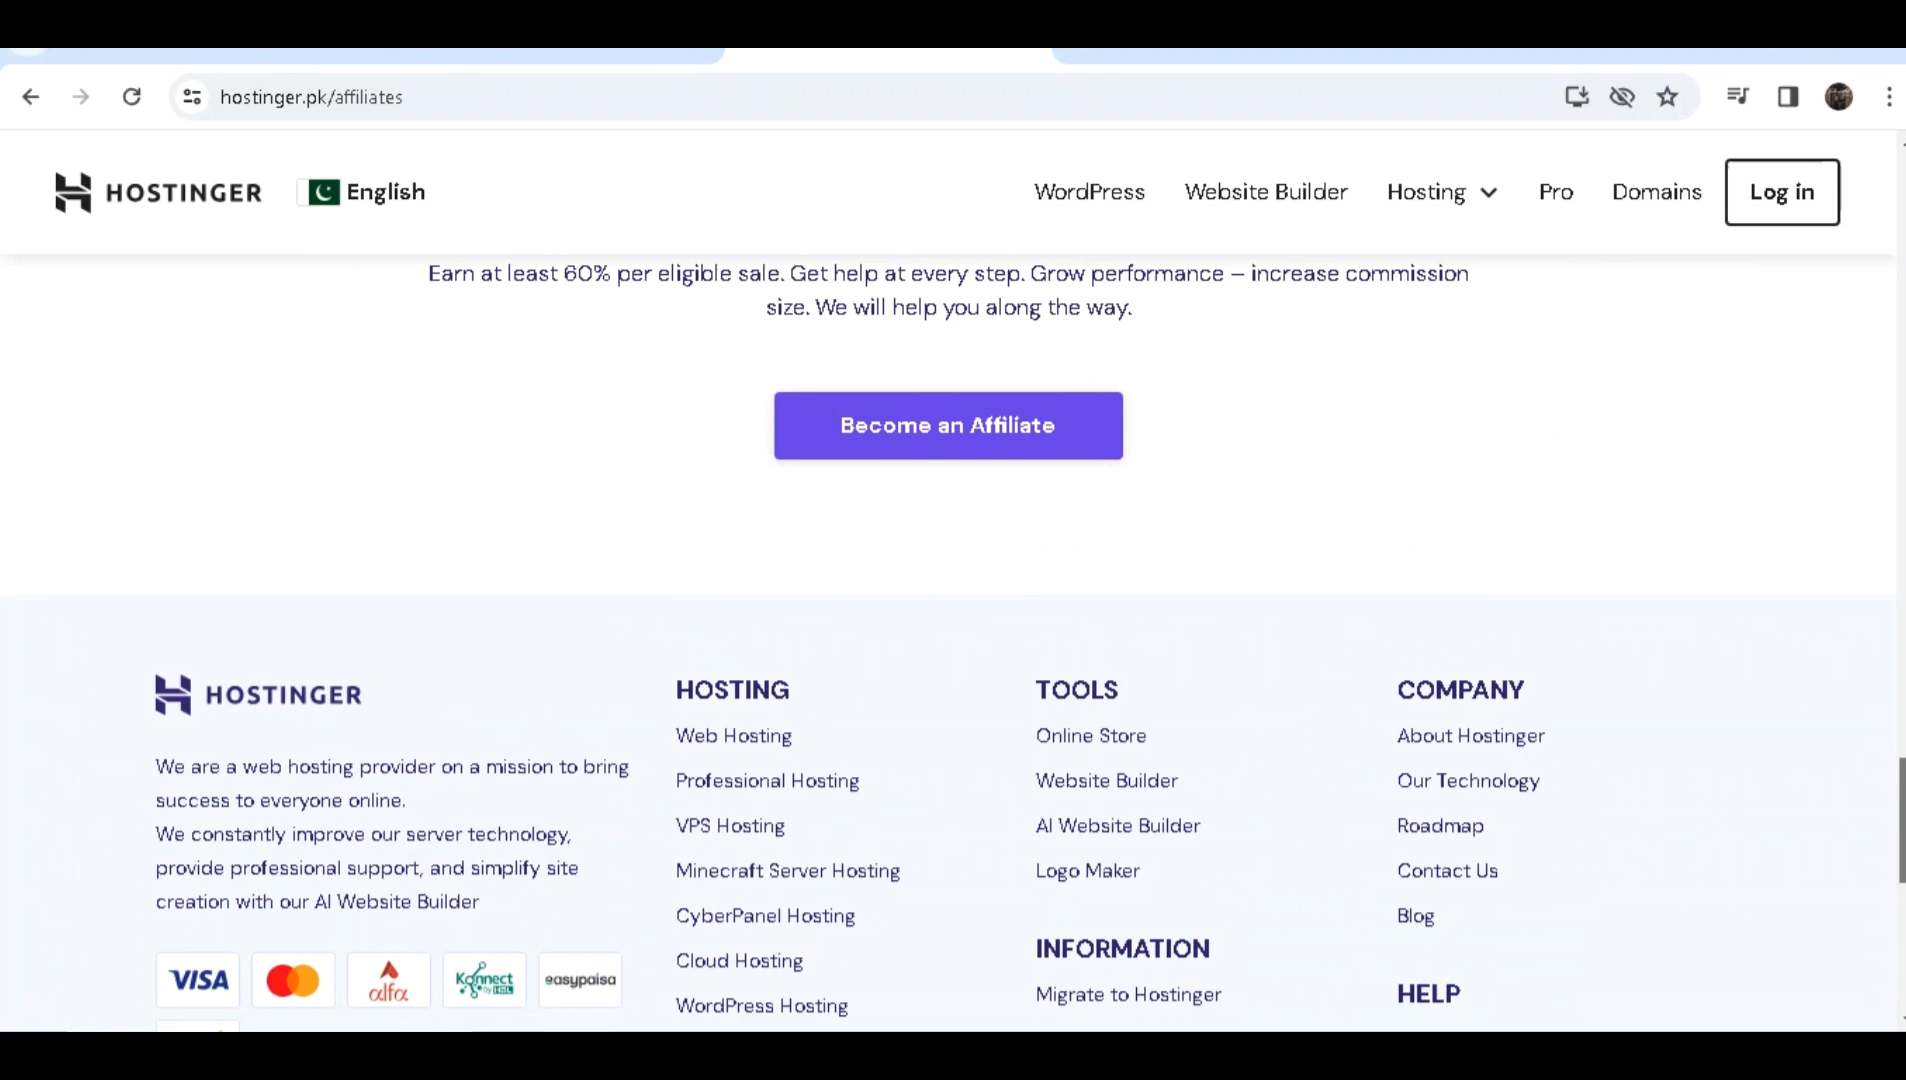 hostinger.pk/affiliates
HOSTINGER
English
WordPress
Website Builder
Hosting
Pro
Domains
Log in
Earn at least 60% per eligible sale. Get help at every step. Grow performance – increase commission
size. We will help you along the way.
Become an Affiliate
HOSTINGER
We are a web hosting provider on a mission to bring
success to everyone online.
We constantly improve our server technology,
provide professional support, and simplify site
creation with our AI Website Builder
VISA
alfa
Konnect
by HBL
easypaisa
HOSTING
Web Hosting
Professional Hosting
VPS Hosting
Minecraft Server Hosting
CyberPanel Hosting
Cloud Hosting
WordPress Hosting
TOOLS
Online Store
Website Builder
AI Website Builder
Logo Maker
INFORMATION
Migrate to Hostinger
COMPANY
About Hostinger
Our Technology
Roadmap
Contact Us
Blog
HELP